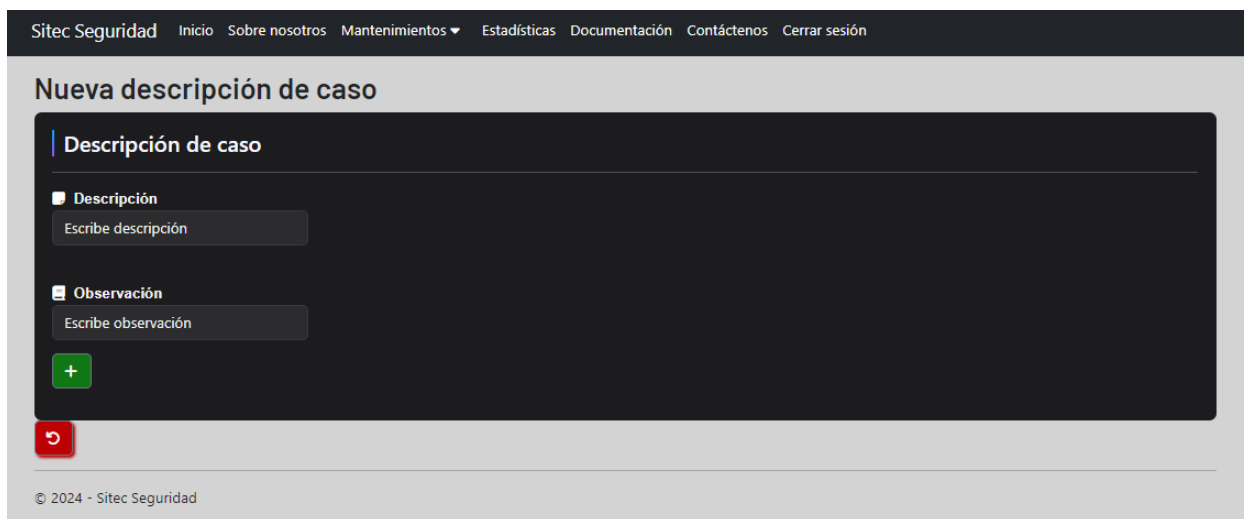 Sitec Seguridad Inicio Sobre nosotros Mantenimientos Estadísticas Documentación Contáctenos Cerrar sesión
Nueva descripción de caso
Descripción de caso
Descripción
Escribe descripción
Observación
Escribe observación
+
© 2024 - Sitec Seguridad